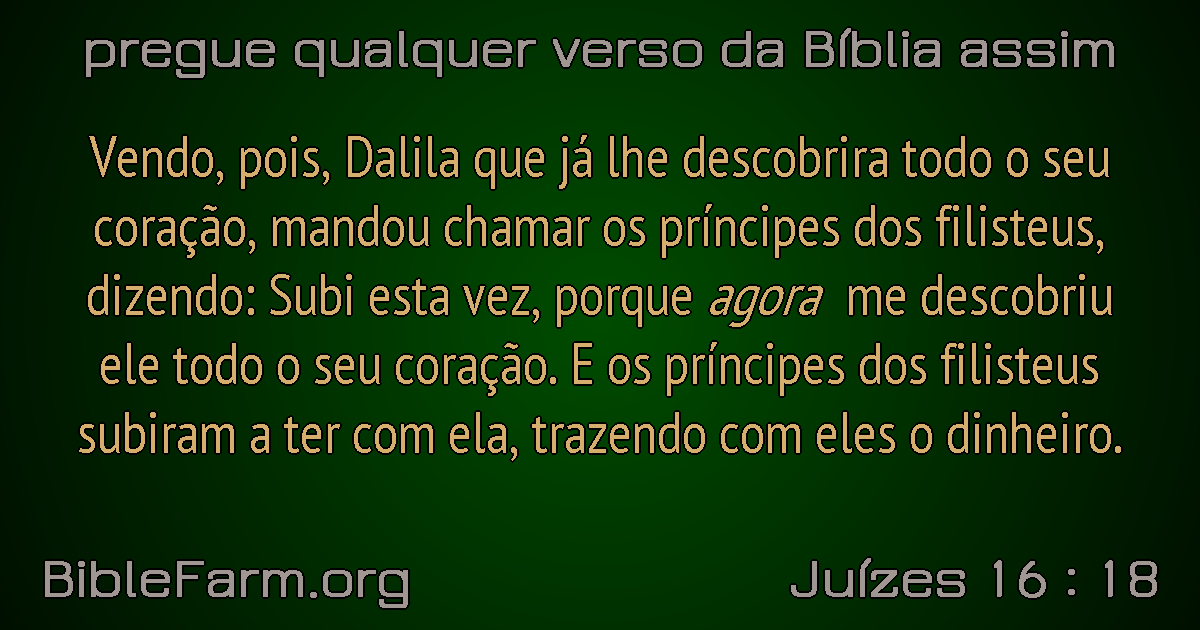 pregue qualquer verso da Bíblia assim
Vendo, pois, Dalila que já lhe descobrira todo o seu
coração, mandou chamar os príncipes dos filisteus,
dizendo: Subi esta vez, porque agora me descobriu
ele todo o seu coração. E os príncipes dos filisteus
subiram a ter com ela, trazendo com eles o dinheiro.
BibleFarm.org
Juízes 16 : 18